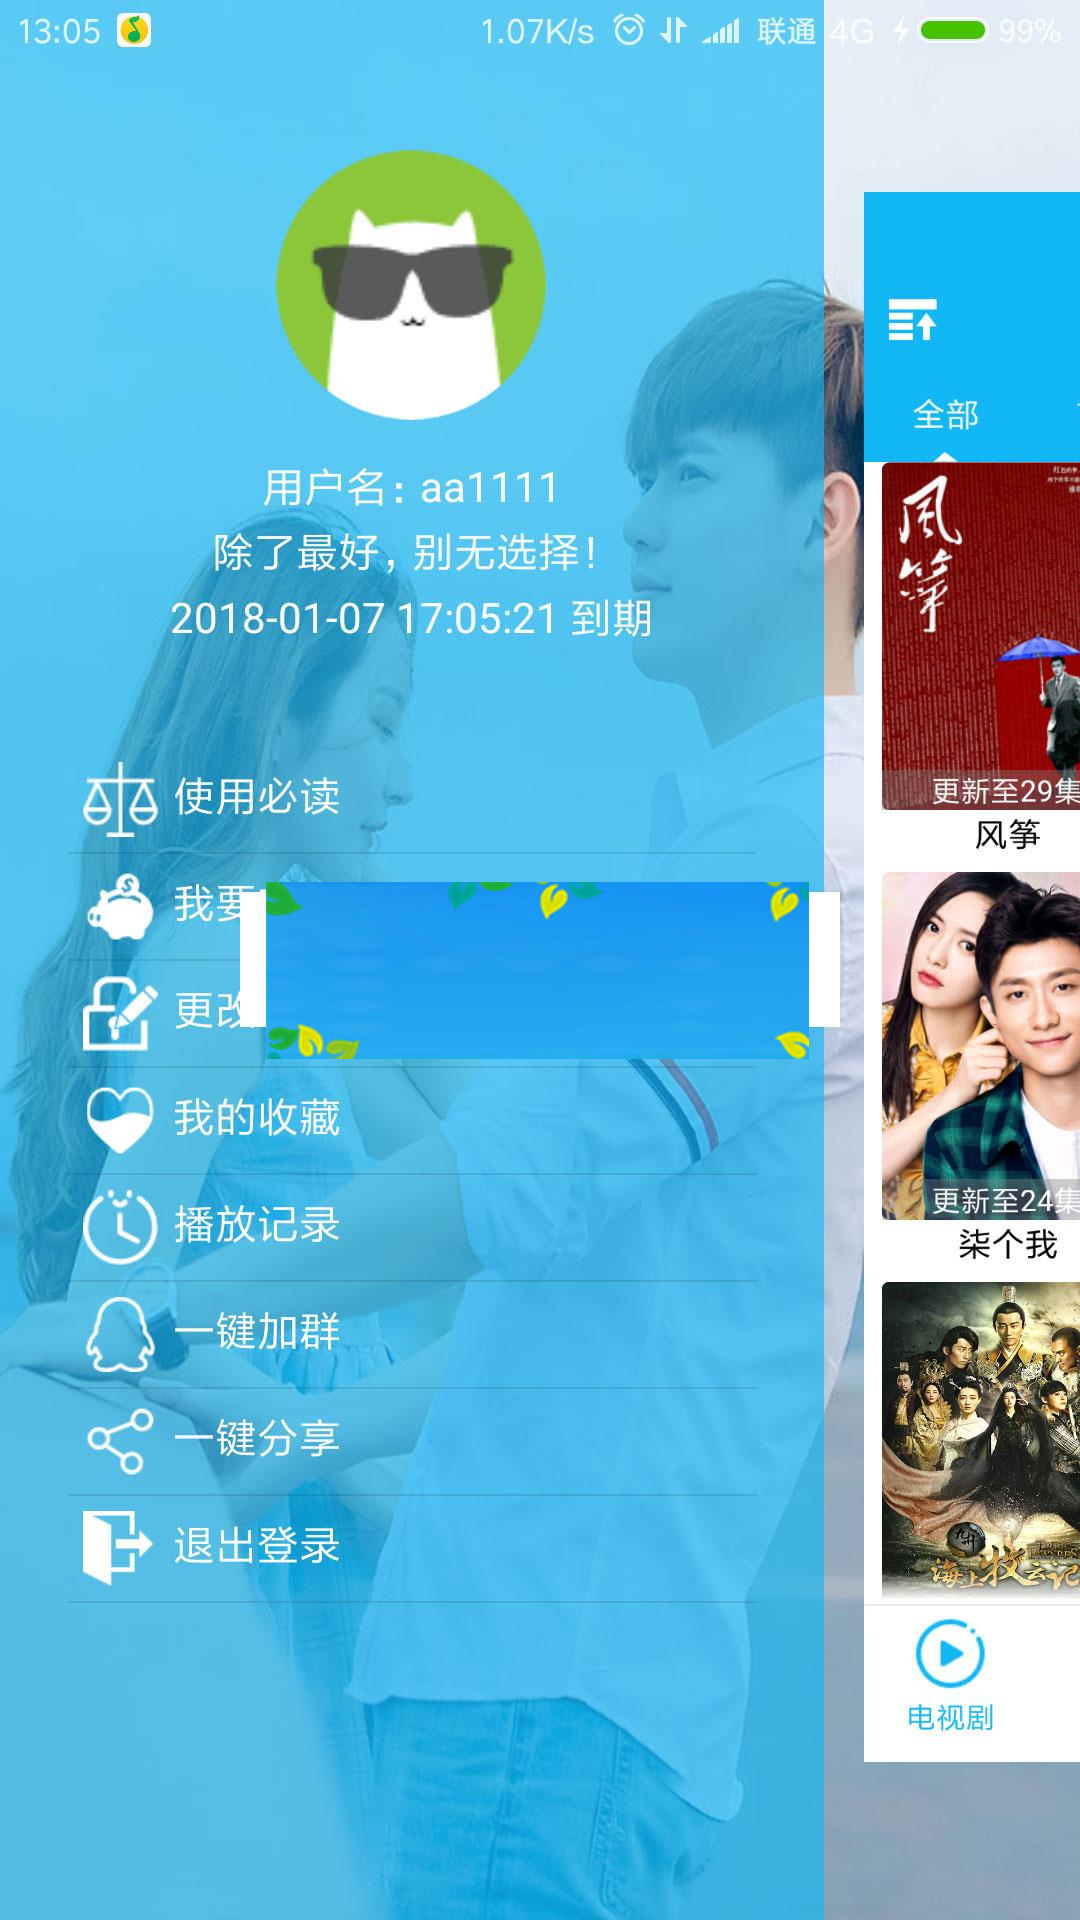 13:05 1.07K/s 联通 4G 99%
用户名: aa1111
除了最好, 别无选择!
2018-01-07 17:05:21 到期
使用必读
我要
更改
我的收藏
播放记录
一键加群
一键分享
退出登录
全部
风筝
更新至29集
风筝
更新至24集
柒个我
九州
海上牧云记
电视剧